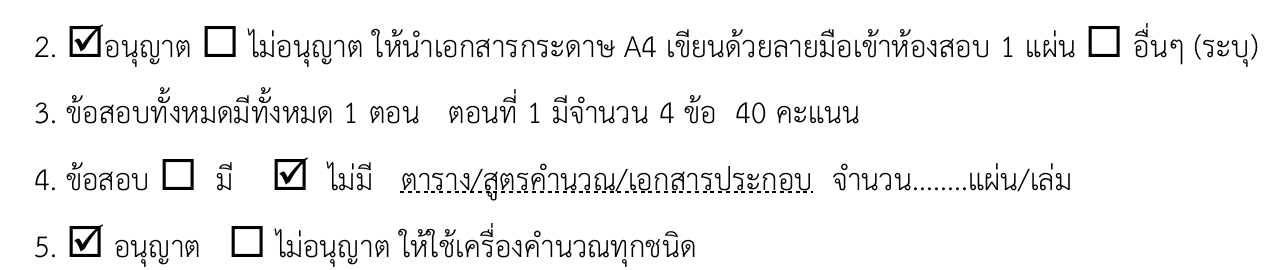 2. ☑อนุญาต ☐ ไม่อนุญาต ให้นำเอกสารกระดาษ A4 เขียนด้วยลายมือเข้าห้องสอบ 1 แผ่น ☐ อื่นๆ (ระบุ)
3. ข้อสอบทั้งหมดมีทั้งหมด 1 ตอน ตอนที่ 1 มีจำนวน 4 ข้อ 40 คะแนน
4. ข้อสอบ ☐ มี ☑ ไม่มี ตาราง/สูตรคำนวณ/เอกสารประกอบ จำนวน........แผ่น/เล่ม
5. ☑ อนุญาต ☐ ไม่อนุญาต ให้ใช้เครื่องคำนวณทุกชนิด